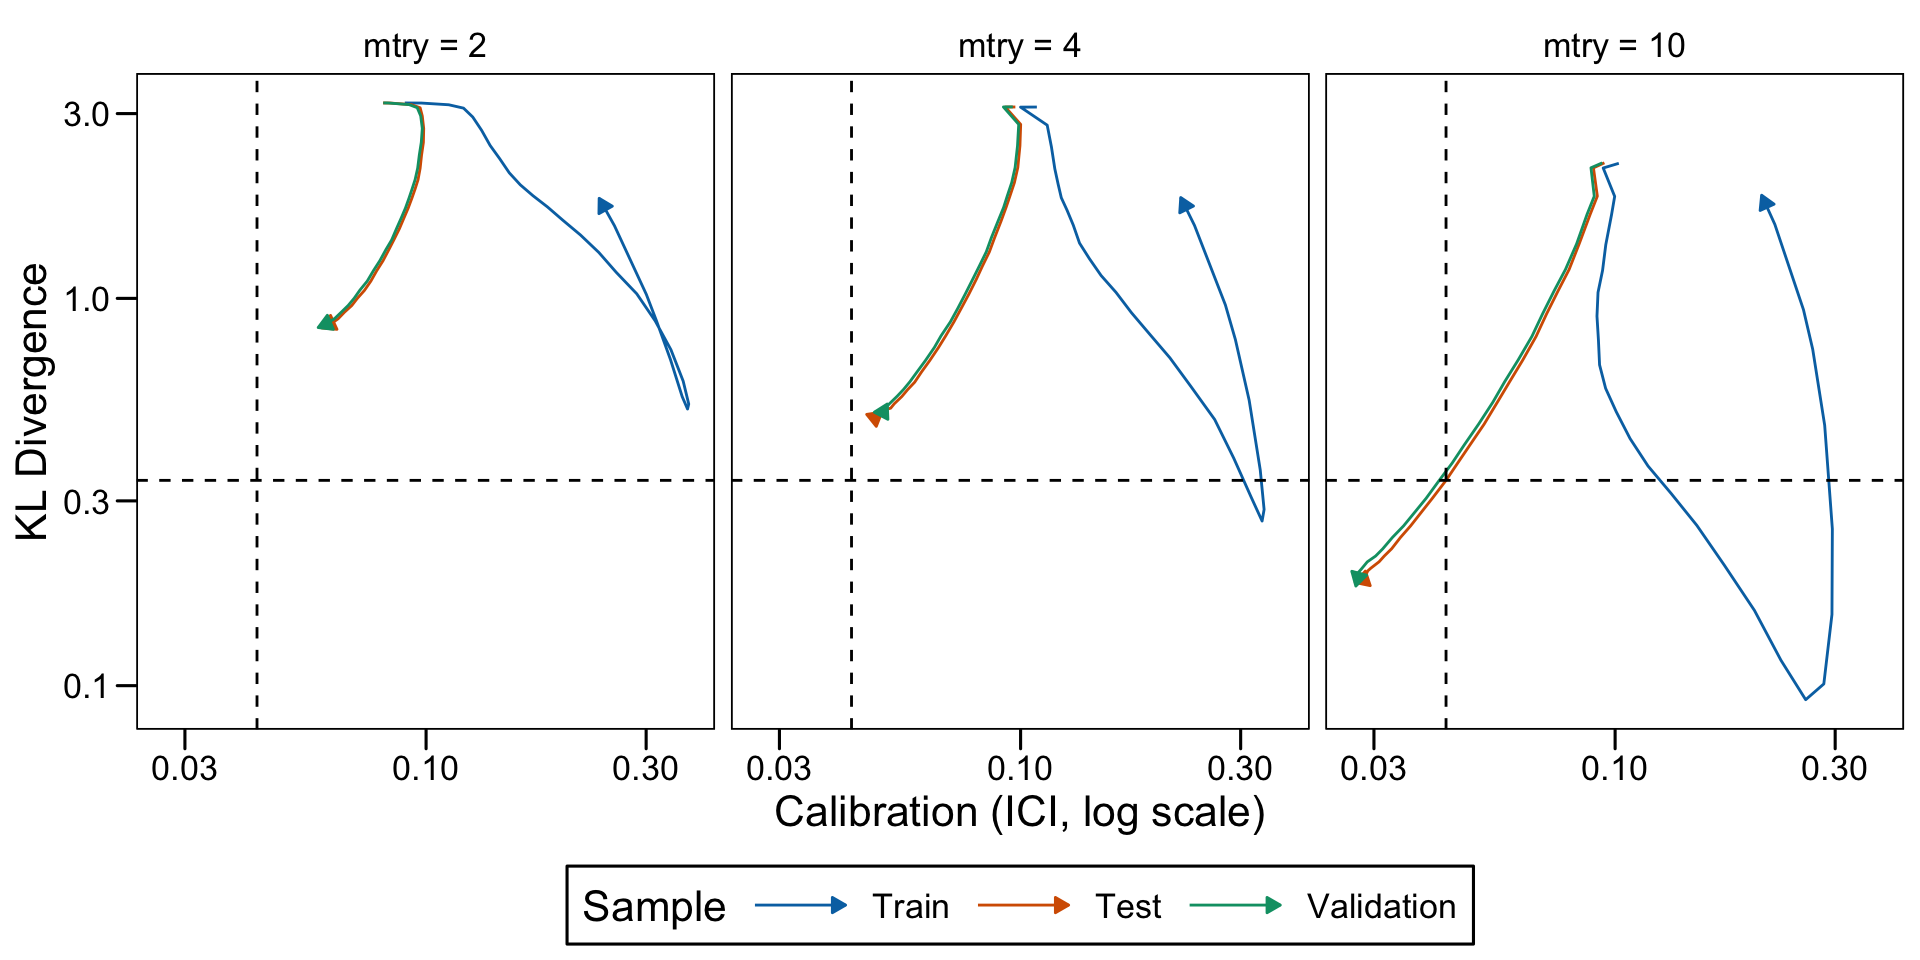 mtry = 2
mtry = 4
mtry = 10
KL Divergence
3.0
1.0
0.3
0.1
0.03
0.10
0.30
0.03
0.10
0.30
0.03
0.10
0.30
Calibration (ICI, log scale)
Sample
Train
Test
Validation